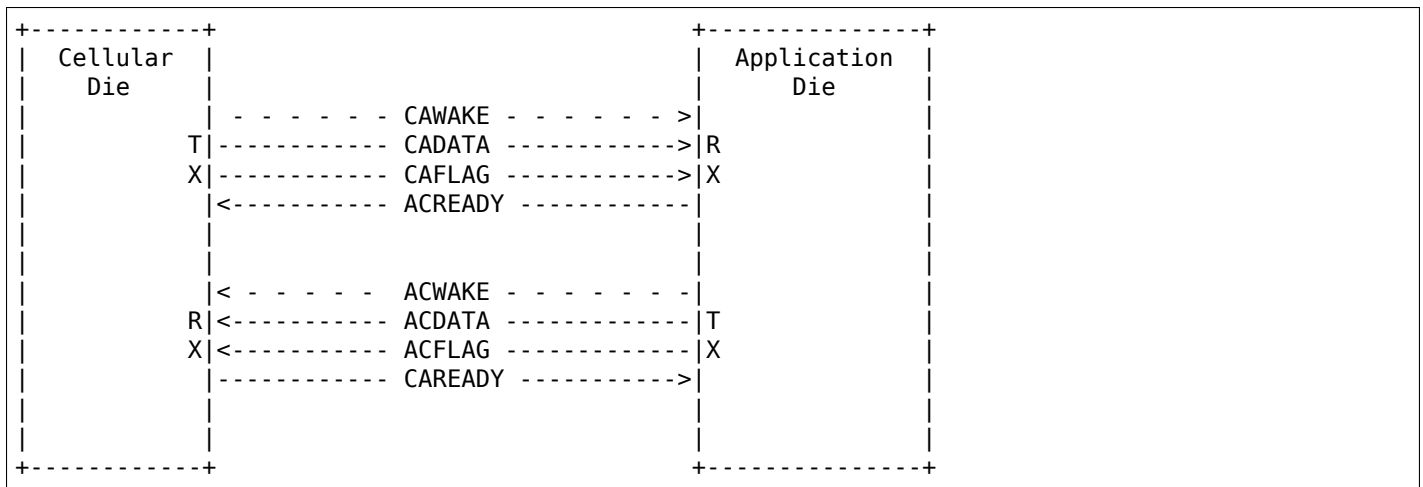 +------------+                                 +---------------+
|  Cellular  |                                 |  Application  |
|    Die     |                                 |      Die      |
|            | - - - - - - CAWAKE - - - - - - >|               |
|           T|------------ CADATA ------------>|R              |
|           X|------------ CAFLAG ------------>|X              |
|            |<----------- ACREADY ------------|               |
|            |                                 |               |
|            |                                 |               |
|            |< - - - - -  ACWAKE - - - - - - -|               |
|           R|<----------- ACDATA -------------|T              |
|           X|<----------- ACFLAG -------------|X              |
|            |------------ CAREADY ----------->|               |
|            |                                 |               |
|            |                                 |               |
+------------+                                 +---------------+